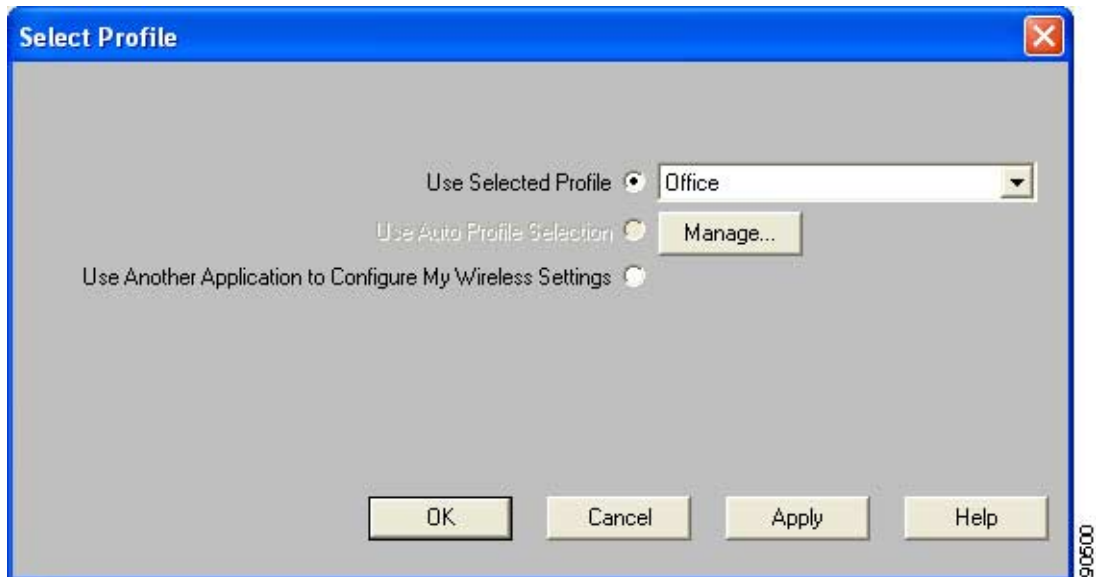 Select Profile
Use Selected Profile Office
Use Auto Profile Selection Manage...
Use Another Application to Configure My Wireless Settings
OK Cancel Apply Help
90600